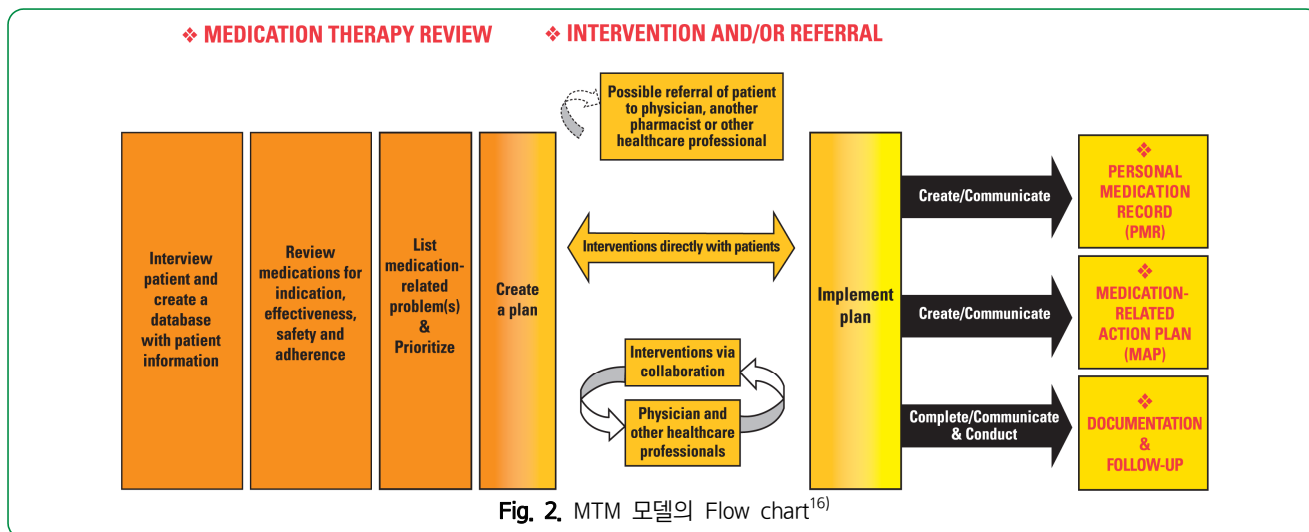 ❖ MEDICATION THERAPY REVIEW
❖ INTERVENTION AND/OR REFERRAL
Interview
patient and
create a
database
with patient
information
Review
medications for
indication,
effectiveness,
safety and
adherence
List
medication-
related
problem(s)
&
Prioritize
Create
a plan
Possible referral of patient
to physician, another
pharmacist or other
healthcare professional
Interventions directly with patients
Interventions via
collaboration
Physician and
other healthcare
professionals
Implement
plan
Create/Communicate
❖
PERSONAL
MEDICATION
RECORD
(PMR)
Create/Communicate
❖
MEDICATION-
RELATED
ACTION PLAN
(MAP)
Complete/Communicate
& Conduct
❖
DOCUMENTATION
&
FOLLOW-UP
Fig. 2. MTM 모델의 Flow chart16)